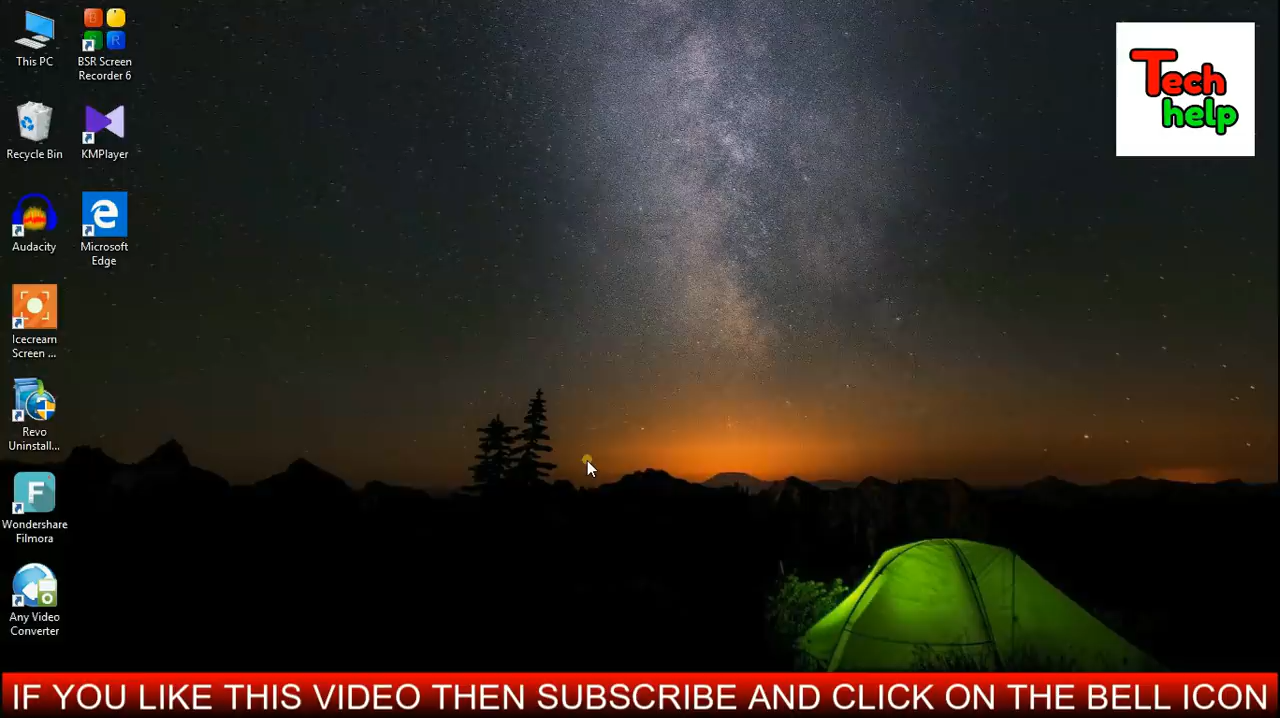 This PC
BSR Screen
Recorder 6
Recycle Bin
KMPlayer
Audacity
Microsoft
Edge
Icecream
Screen ...
Revo
Uninstall...
Wondershare
Filmora
Any Video
Converter
Tech
help
IF YOU LIKE THIS VIDEO THEN SUBSCRIBE AND CLICK ON THE BELL ICON